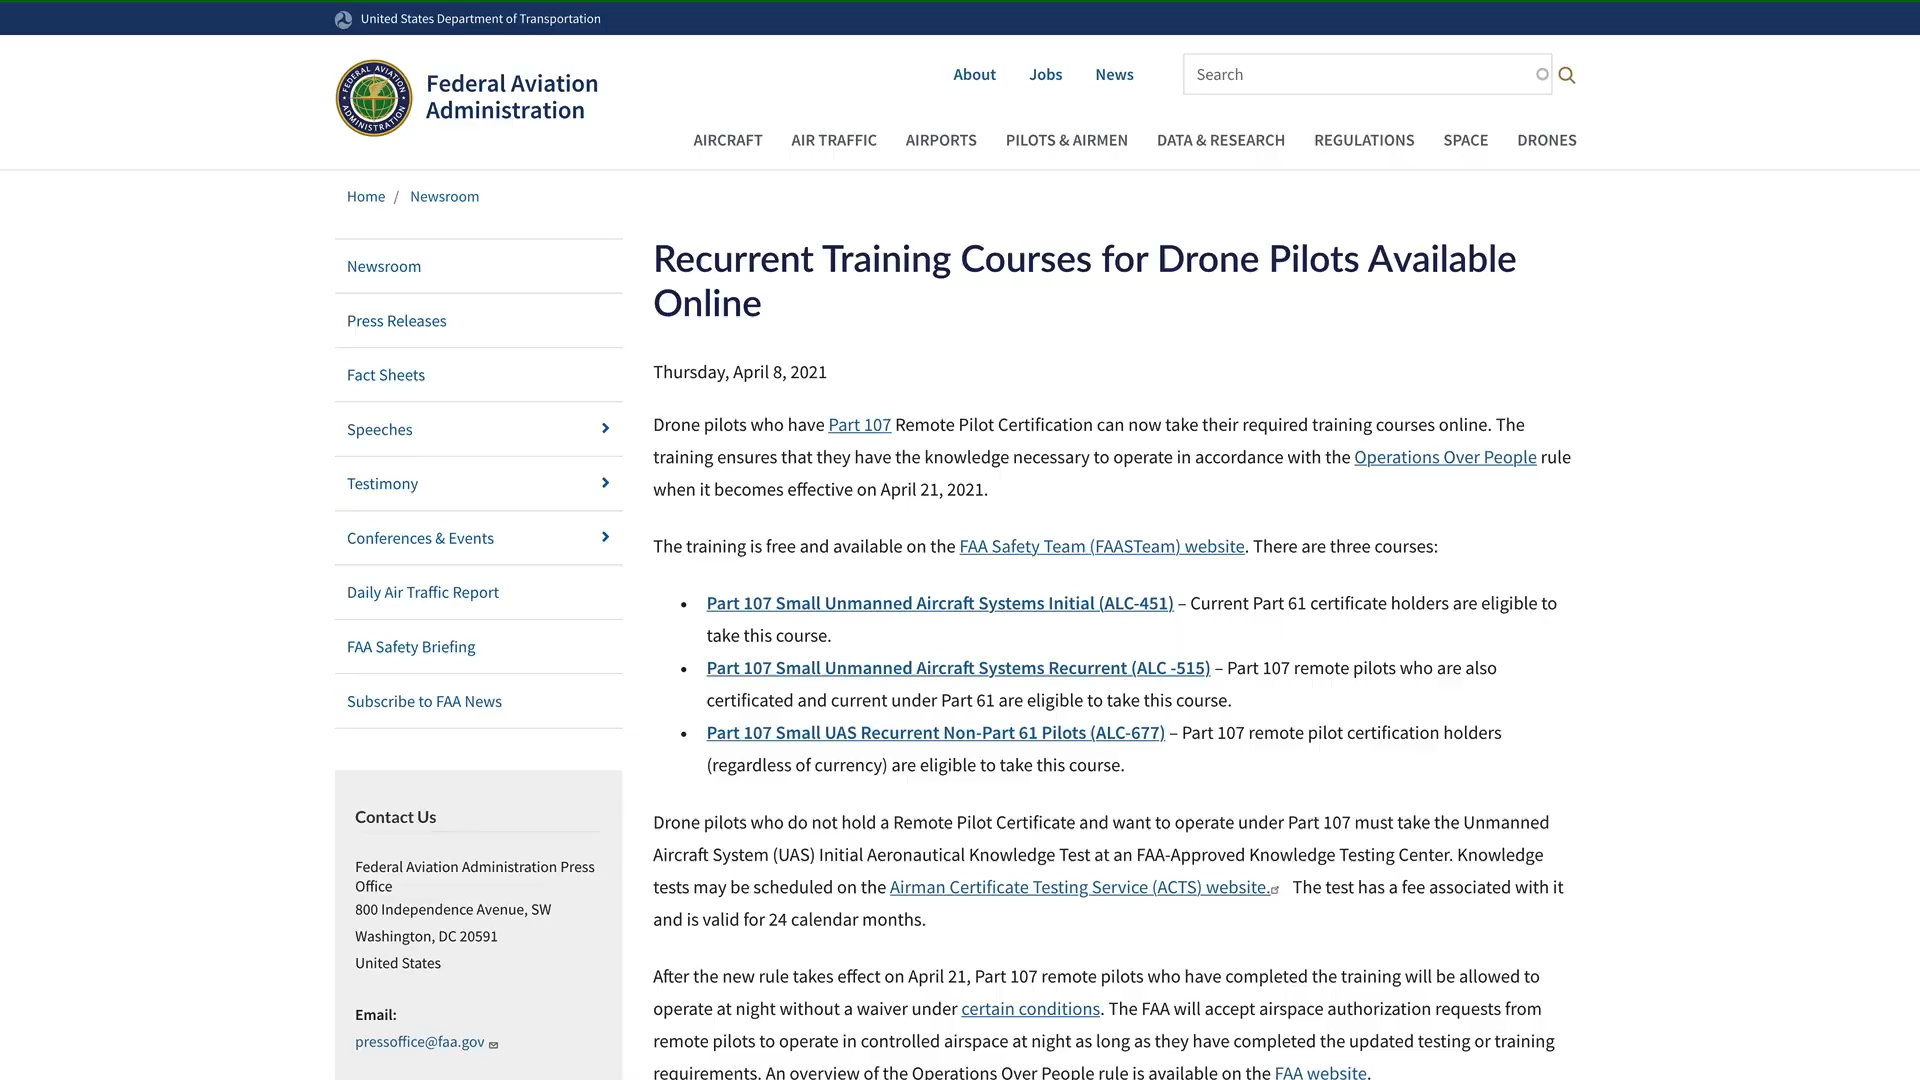 United States Department of Transportation
FEDERAL AVIATION ADMINISTRATION
Federal Aviation
Administration
About
Jobs
News
Search
AIRCRAFT
AIR TRAFFIC
AIRPORTS
PILOTS & AIRMEN
DATA & RESEARCH
REGULATIONS
SPACE
DRONES
Home / Newsroom
Newsroom
Press Releases
Fact Sheets
Speeches
Testimony
Conferences & Events
Daily Air Traffic Report
FAA Safety Briefing
Subscribe to FAA News
Contact Us
Federal Aviation Administration Press
Office
800 Independence Avenue, SW
Washington, DC 20591
United States
Email:
pressoffice@faa.gov
Recurrent Training Courses for Drone Pilots Available
Online
Thursday, April 8, 2021
Drone pilots who have Part 107 Remote Pilot Certification can now take their required training courses online. The
training ensures that they have the knowledge necessary to operate in accordance with the Operations Over People rule
when it becomes effective on April 21, 2021.
The training is free and available on the FAA Safety Team (FAASTeam) website. There are three courses:
• Part 107 Small Unmanned Aircraft Systems Initial (ALC-451) – Current Part 61 certificate holders are eligible to
take this course.
• Part 107 Small Unmanned Aircraft Systems Recurrent (ALC -515) – Part 107 remote pilots who are also
certificated and current under Part 61 are eligible to take this course.
• Part 107 Small UAS Recurrent Non-Part 61 Pilots (ALC-677) – Part 107 remote pilot certification holders
(regardless of currency) are eligible to take this course.
Drone pilots who do not hold a Remote Pilot Certificate and want to operate under Part 107 must take the Unmanned
Aircraft System (UAS) Initial Aeronautical Knowledge Test at an FAA-Approved Knowledge Testing Center. Knowledge
tests may be scheduled on the Airman Certificate Testing Service (ACTS) website. The test has a fee associated with it
and is valid for 24 calendar months.
After the new rule takes effect on April 21, Part 107 remote pilots who have completed the training will be allowed to
operate at night without a waiver under certain conditions. The FAA will accept airspace authorization requests from
remote pilots to operate in controlled airspace at night as long as they have completed the updated testing or training
requirements. An overview of the Operations Over People rule is available on the FAA website.